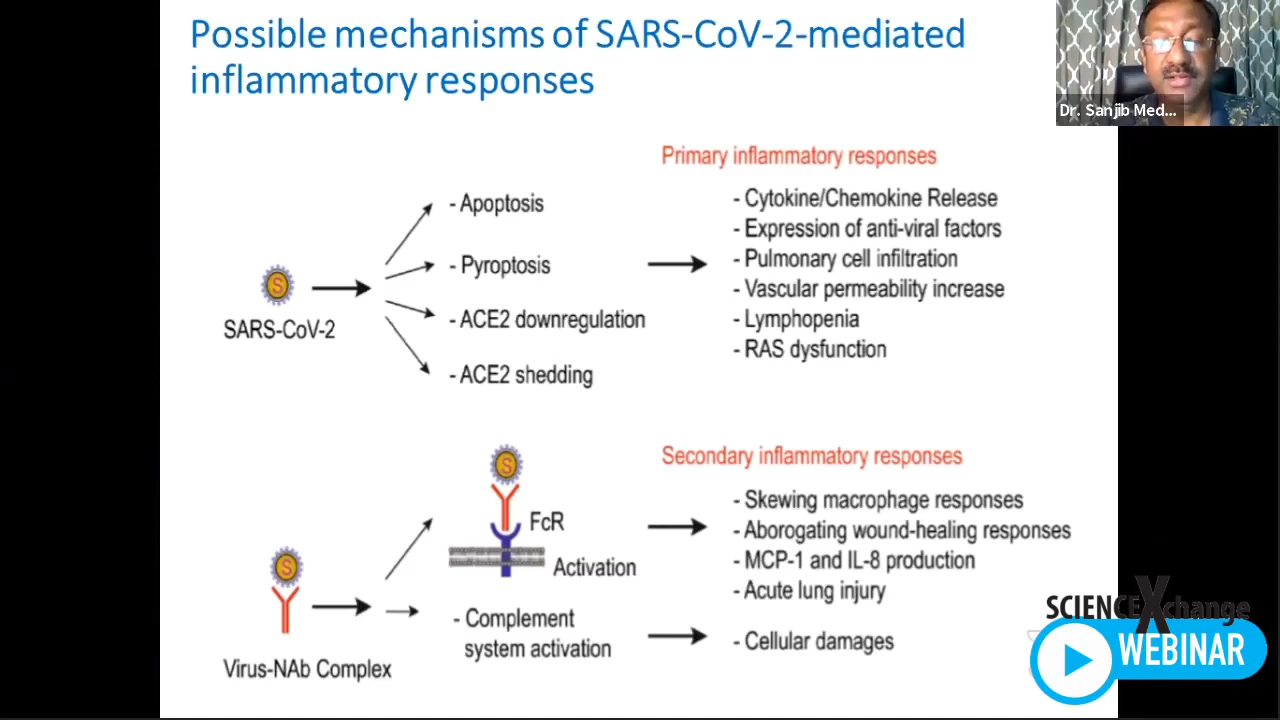 Possible mechanisms of SARS-CoV-2-mediated
inflammatory responses
Dr. Sanjib Med...
Primary inflammatory responses
- Apoptosis
- Pyroptosis
- ACE2 downregulation
- ACE2 shedding
S
SARS-CoV-2
- Cytokine/Chemokine Release
- Expression of anti-viral factors
- Pulmonary cell infiltration
- Vascular permeability increase
- Lymphopenia
- RAS dysfunction
Secondary inflammatory responses
S
FcR
Activation
- Complement
system activation
S
Virus-NAb Complex
- Skewing macrophage responses
- Aborogating wound-healing responses
- MCP-1 and IL-8 production
- Acute lung injury
- Cellular damages
SCIENCEXchange
WEBINAR